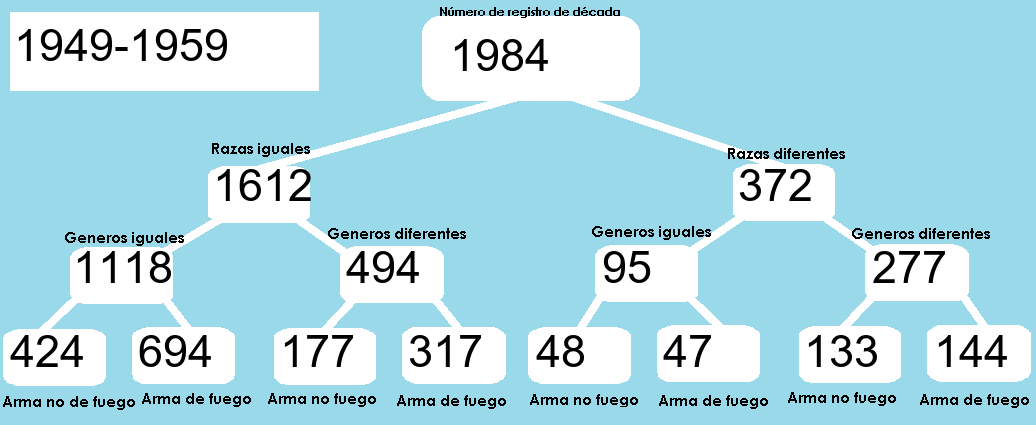 Número de registro de década
1949-1959
1984
Razas iguales
Razas diferentes
1612
372
Generos iguales
Generos diferentes
Generos iguales
Generos diferentes
1118
494
95
277
424
694
177
317
48
47
133
144
Arma no de fuego
Arma de fuego
Arma no fuego
Arma de fuego
Arma no fuego
Arma de fuego
Arma no fuego
Arma de fuego